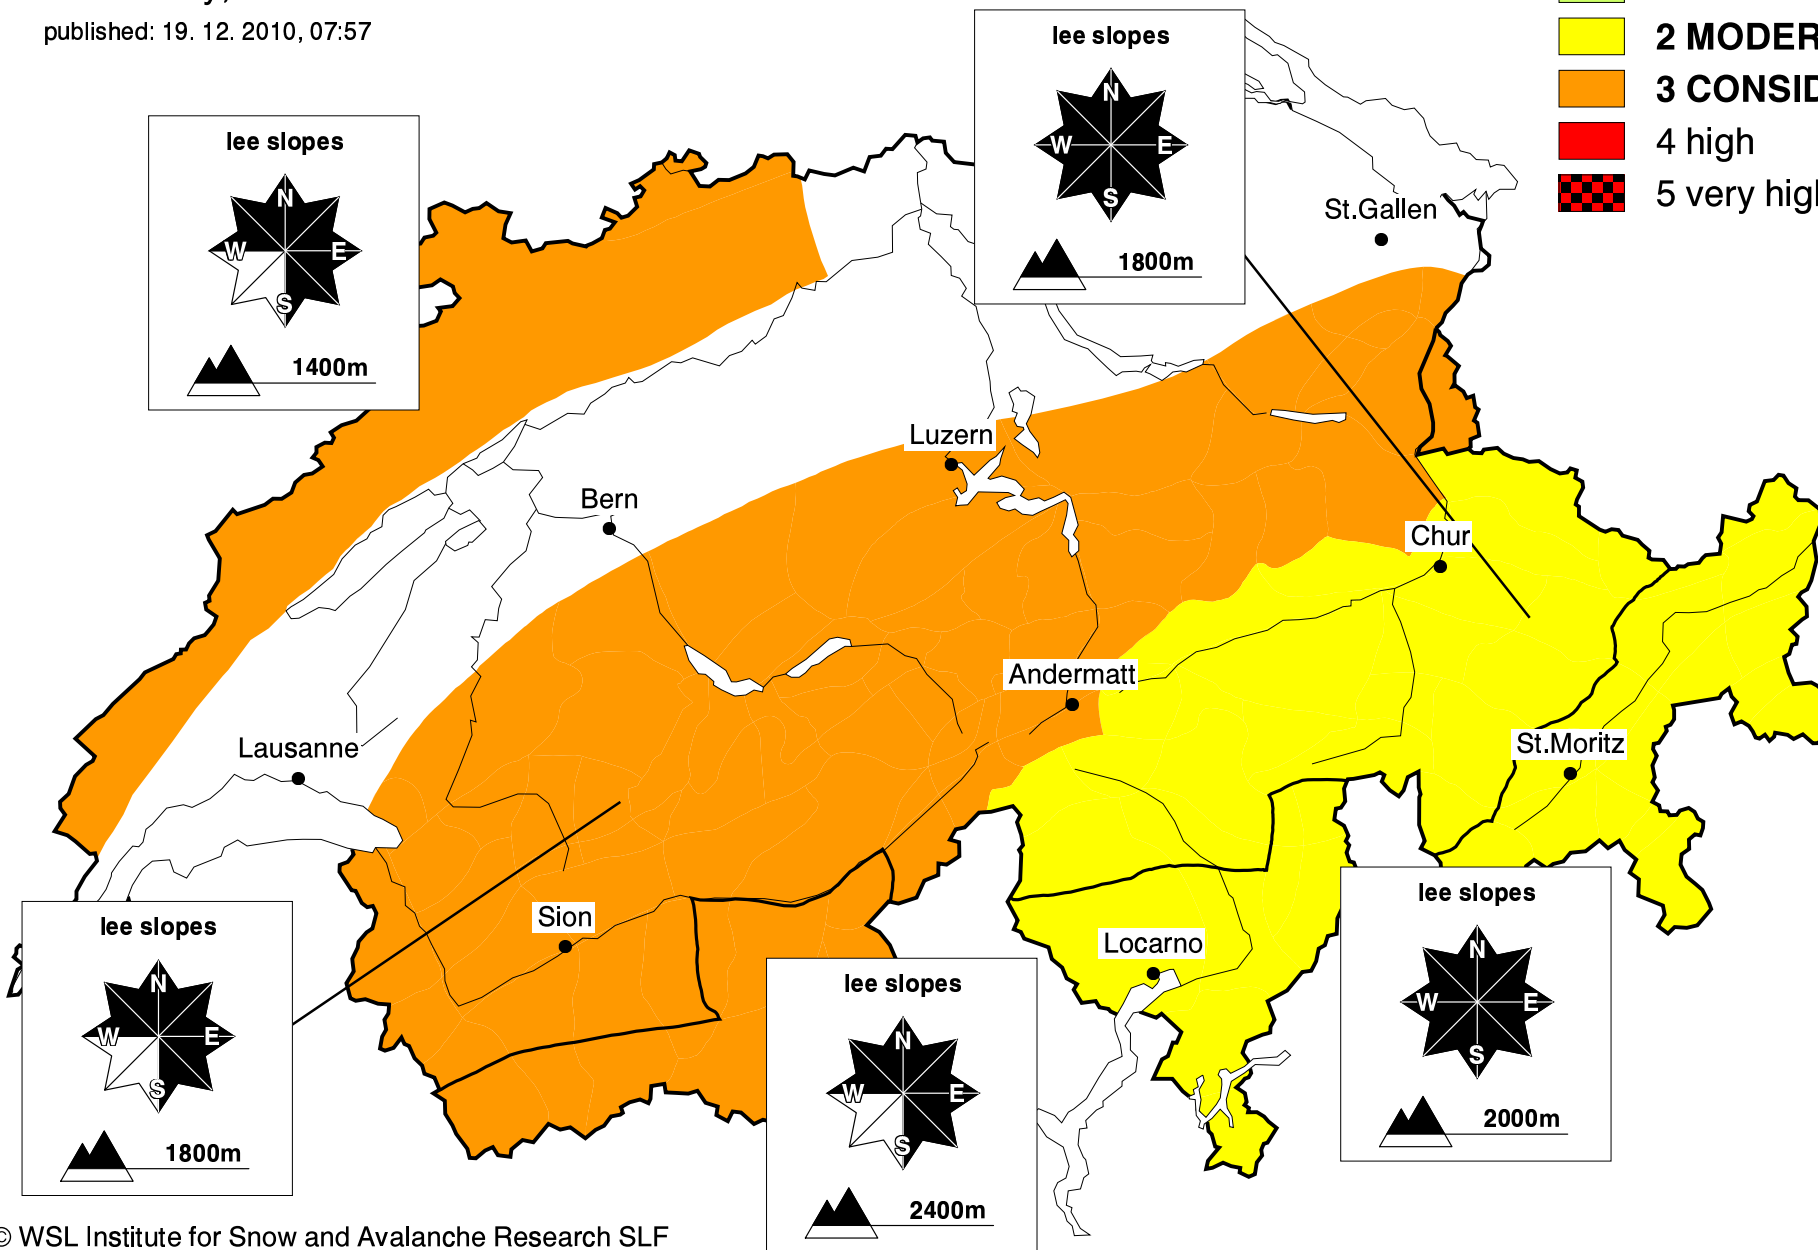 published: 19. 12. 2010, 07:57
2 MODER
3 CONSID
4 high
5 very high
lee slopes
N
W
E
S
1800m
lee slopes
N
W
E
S
1400m
St.Gallen
Luzern
Bern
Chur
Andermatt
St.Moritz
Lausanne
Sion
Locarno
lee slopes
N
W
E
S
2000m
lee slopes
N
W
E
S
1800m
lee slopes
N
W
E
S
2400m
© WSL Institute for Snow and Avalanche Research SLF